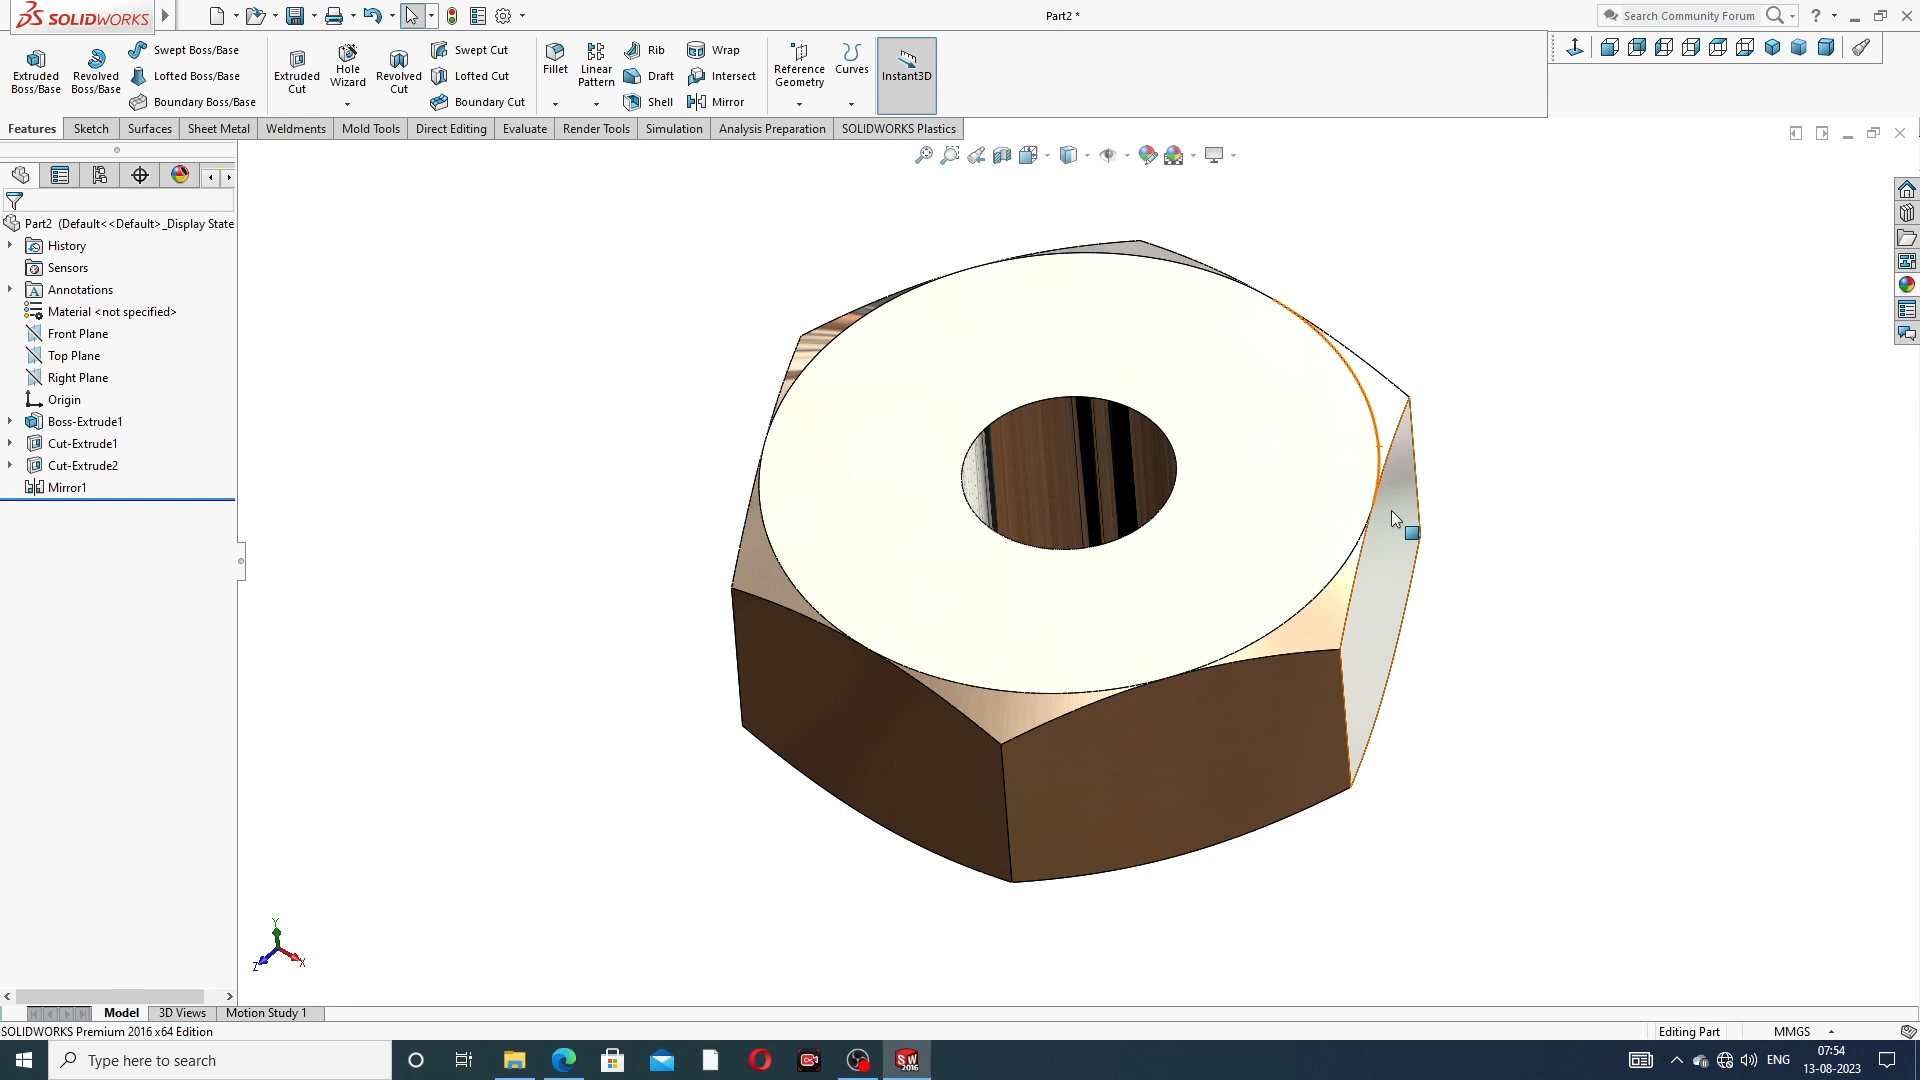 SOLIDWORKS
Part2 *
Search Community Forum
?
Extruded Boss/Base
Revolved Boss/Base
Swept Boss/Base
Lofted Boss/Base
Boundary Boss/Base
Extruded Cut
Hole Wizard
Revolved Cut
Swept Cut
Lofted Cut
Boundary Cut
Fillet
Linear Pattern
Rib
Draft
Shell
Wrap
Intersect
Mirror
Reference Geometry
Curves
Instant3D
Features
Sketch
Surfaces
Sheet Metal
Weldments
Mold Tools
Direct Editing
Evaluate
Render Tools
Simulation
Analysis Preparation
SOLIDWORKS Plastics
Part2 (Default<<Default>_Display State
History
Sensors
Annotations
Material <not specified>
Front Plane
Top Plane
Right Plane
Origin
Boss-Extrude1
Cut-Extrude1
Cut-Extrude2
Mirror1
Y
Z
X
Model
3D Views
Motion Study 1
SOLIDWORKS Premium 2016 x64 Edition
Editing Part
MMGS
Type here to search
SW
2016
ENG
07:54
13-08-2023